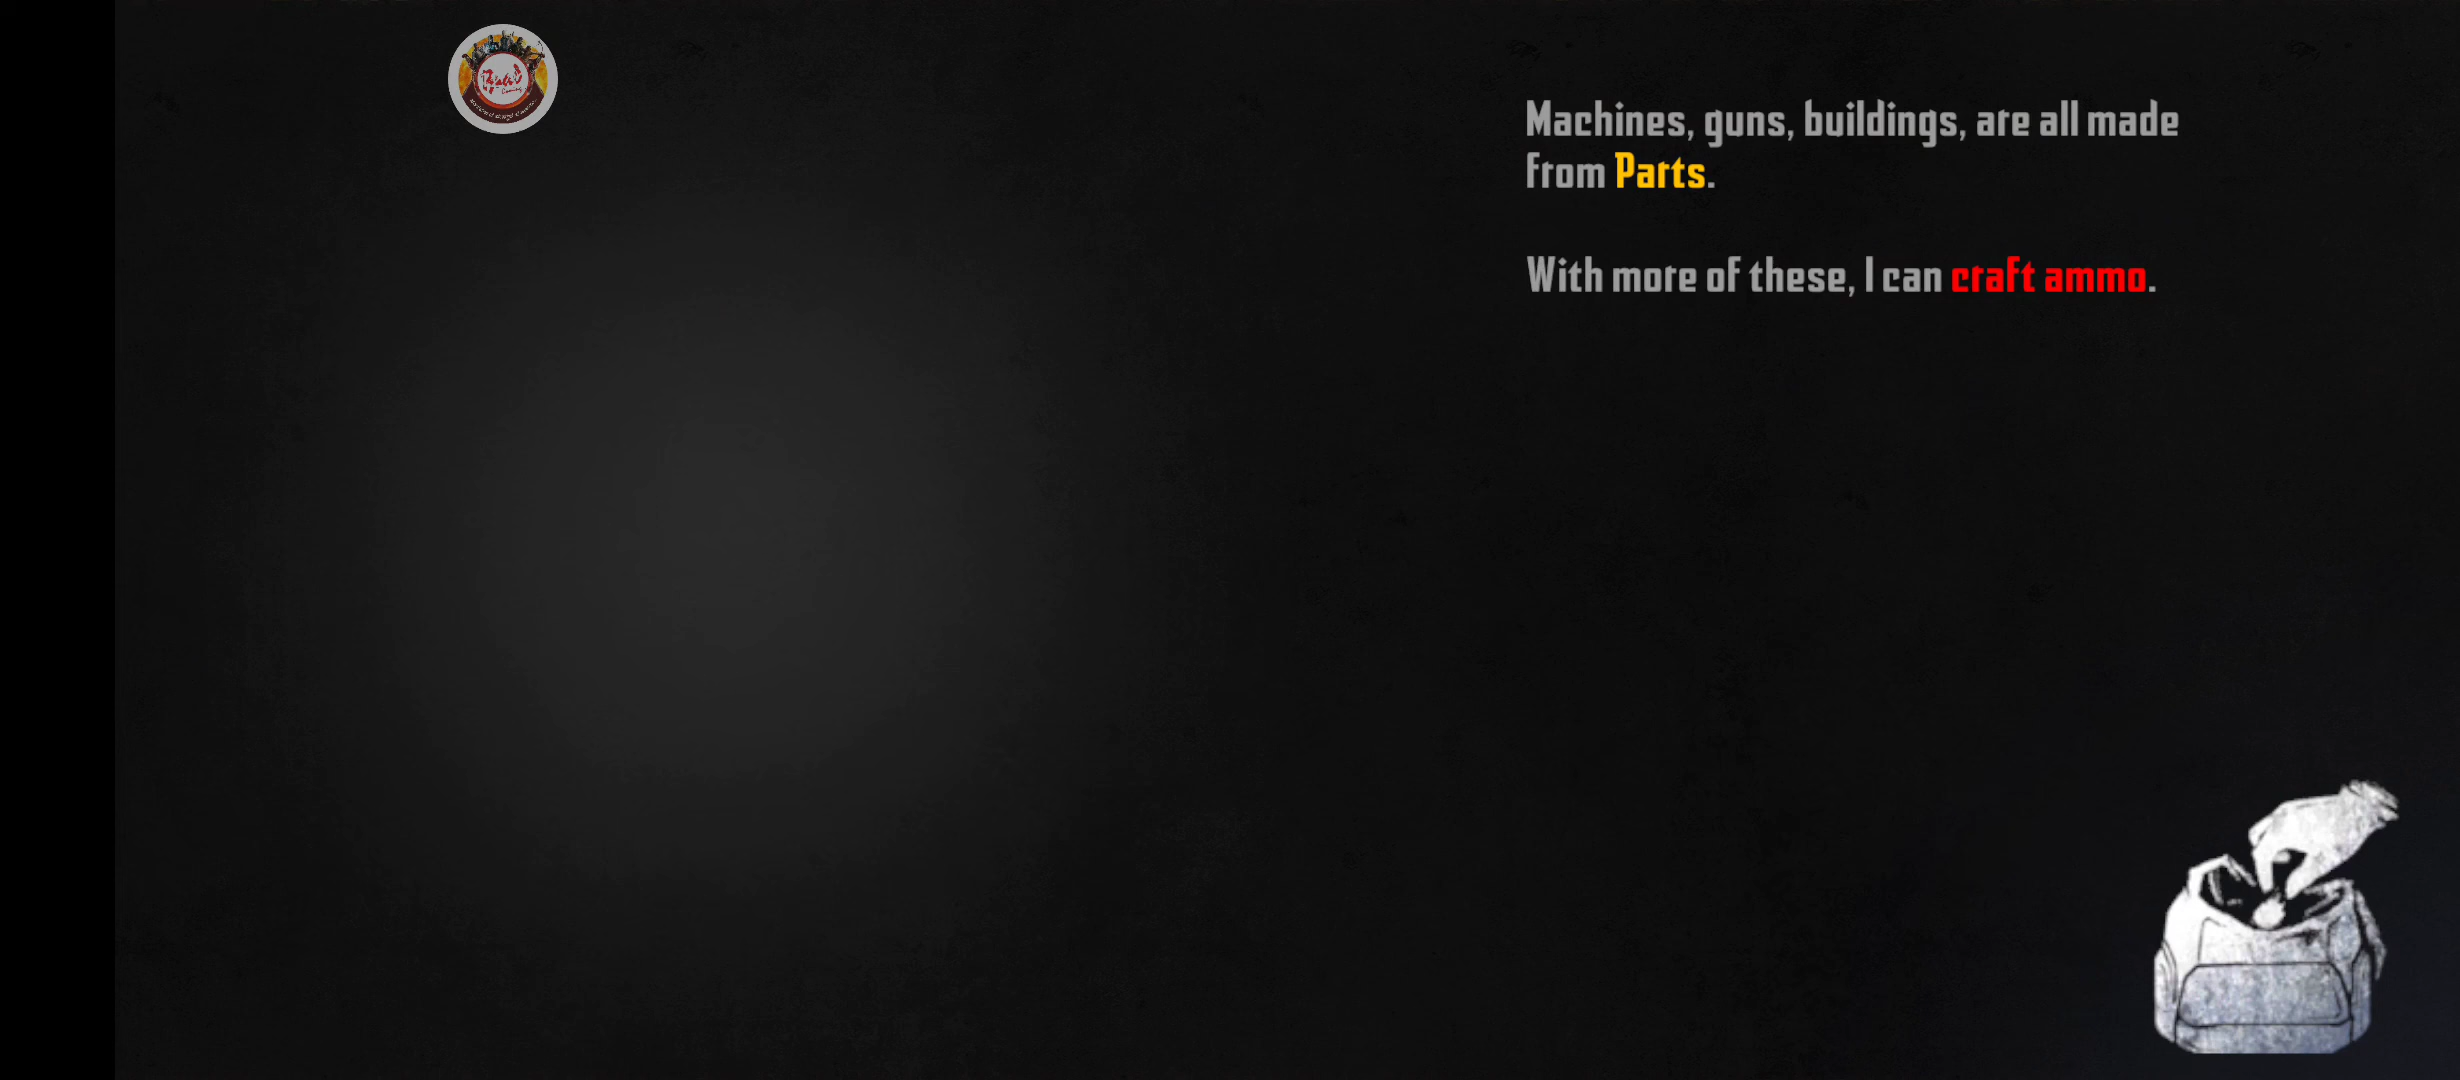 Machines, guns, buildings, are all made
from Parts.
With more of these, I can craft ammo.